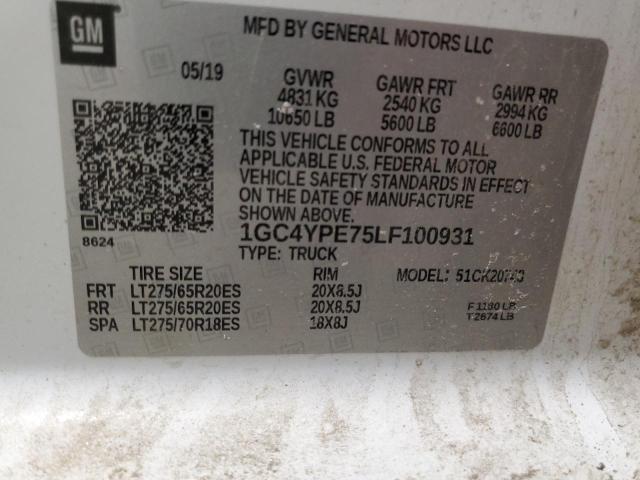 GM
MFD BY GENERAL MOTORS LLC
05/19 GVWR GAWR FRT GAWR RR
4831 KG 2540 KG 2994 KG
10650 LB 5600 LB 6600 LB
THIS VEHICLE CONFORMS TO ALL
APPLICABLE U.S. FEDERAL MOTOR
VEHICLE SAFETY STANDARDS IN EFFECT
ON THE DATE OF MANUFACTURE
SHOWN ABOVE.
8624 1GC4YPE75LF100931
TYPE: TRUCK
TIRE SIZE RIM MODEL:
FRT LT275/65R20ES 20X8.5J
RR LT275/65R20ES 20X8.5J F1180 LB
SPA LT275/70R18ES 18X8J T2674 LB